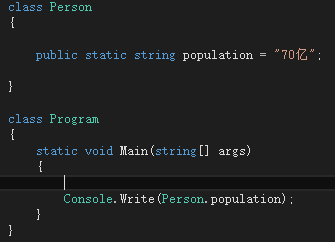 class Person
{
public static string population = "70亿";
}
class Program
{
static void Main(string[] args)
{
Console.Write(Person.population);
}
}